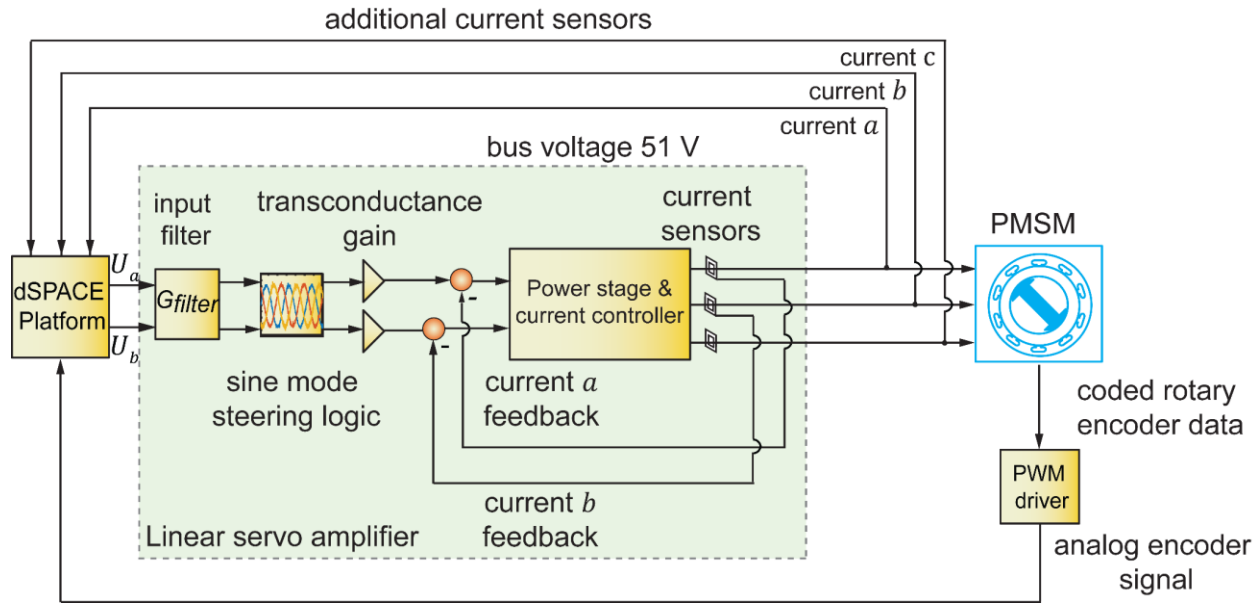 additional current sensors
current c
current b
current a
bus voltage 51 V
input
filter
transconductance
gain
current
sensors
PMSM
dSPACE
Platform
U_a
U_b
Gfilter
Power stage &
current controller
-
-
sine mode
steering logic
current a
feedback
coded rotary
encoder data
PWM
driver
current b
feedback
Linear servo amplifier
analog encoder
signal